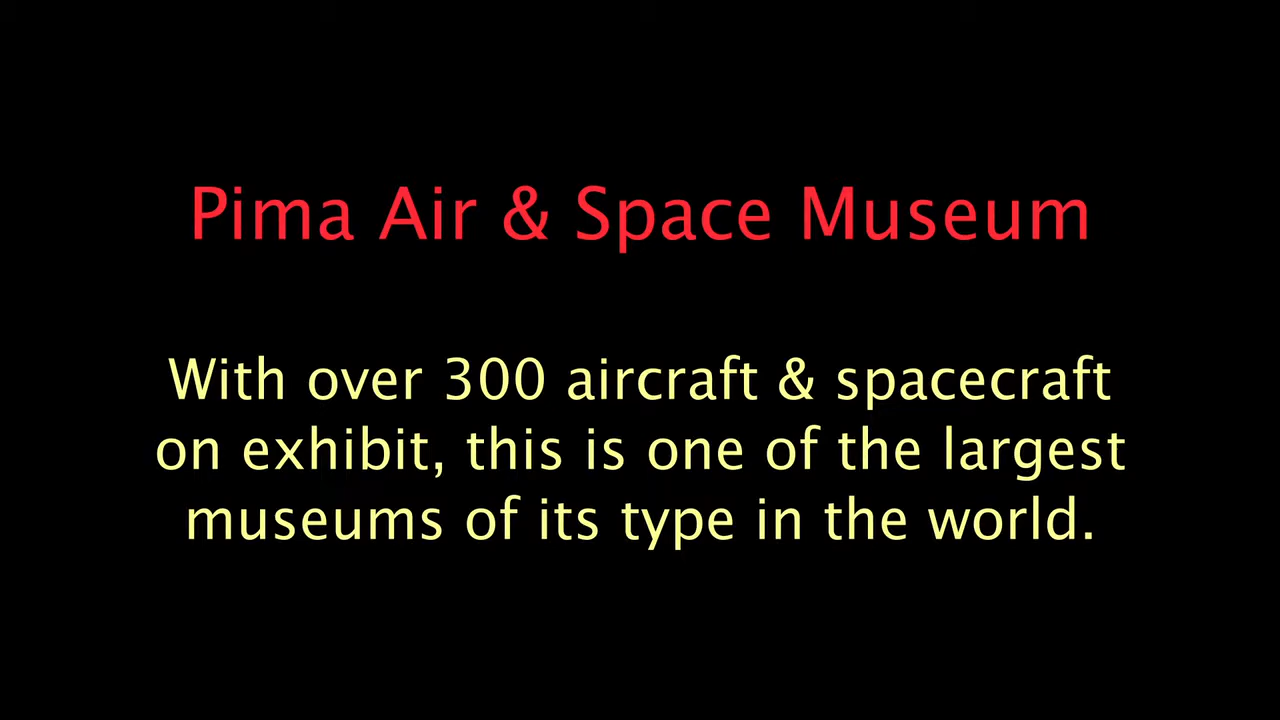 Pima Air & Space Museum
With over 300 aircraft & spacecraft
on exhibit, this is one of the largest
museums of its type in the world.